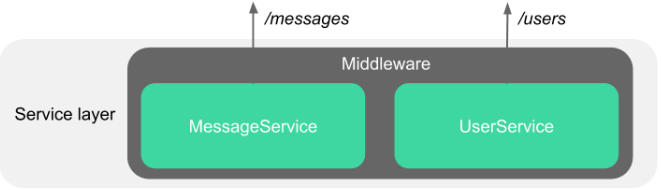 /messages
/users
Middleware
Service layer
MessageService
UserService